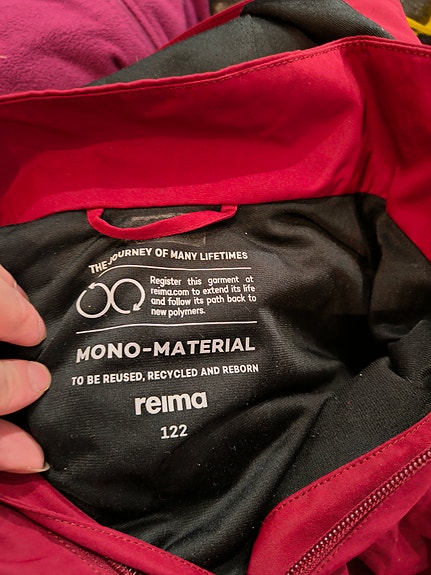 THE JOURNEY OF MANY LIFETIMES
Register this garment at
reima.com to extend its life
and follow its path back to
new polymers.
MONO-MATERIAL
TO BE REUSED, RECYCLED AND REBORN
reima
122